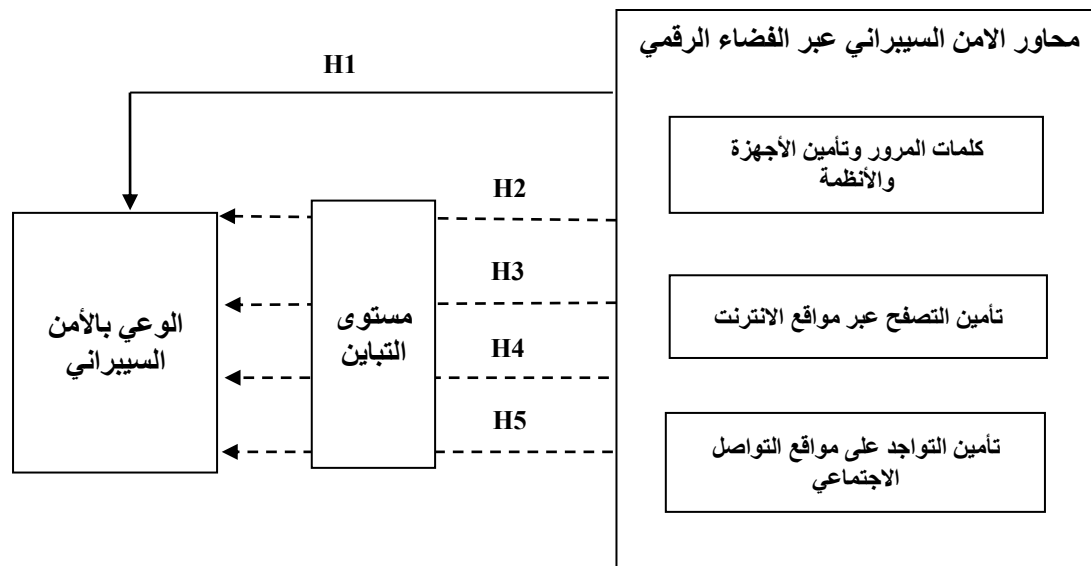 محاور الامن السيبراني عبر الفضاء الرقمي
كلمات المرور وتأمين الأجهزة
والأنظمة
تأمين التصفح عبر مواقع الانترنت
تأمين التواجد على مواقع التواصل
الاجتماعي
H1
H2
H3
H4
H5
مستوى
التباين
الوعي بالأمن
السيبراني